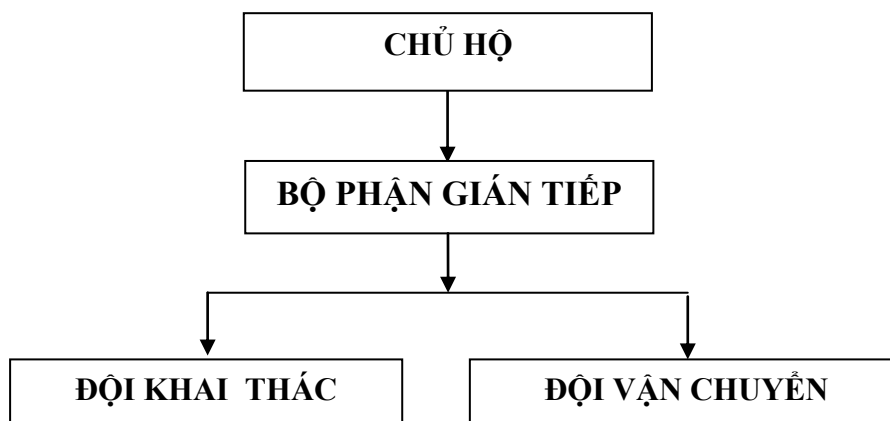 CHỦ HỘ
BỘ PHẬN GIÁN TIẾP
ĐỘI KHAI THÁC
ĐỘI VẬN CHUYỂN